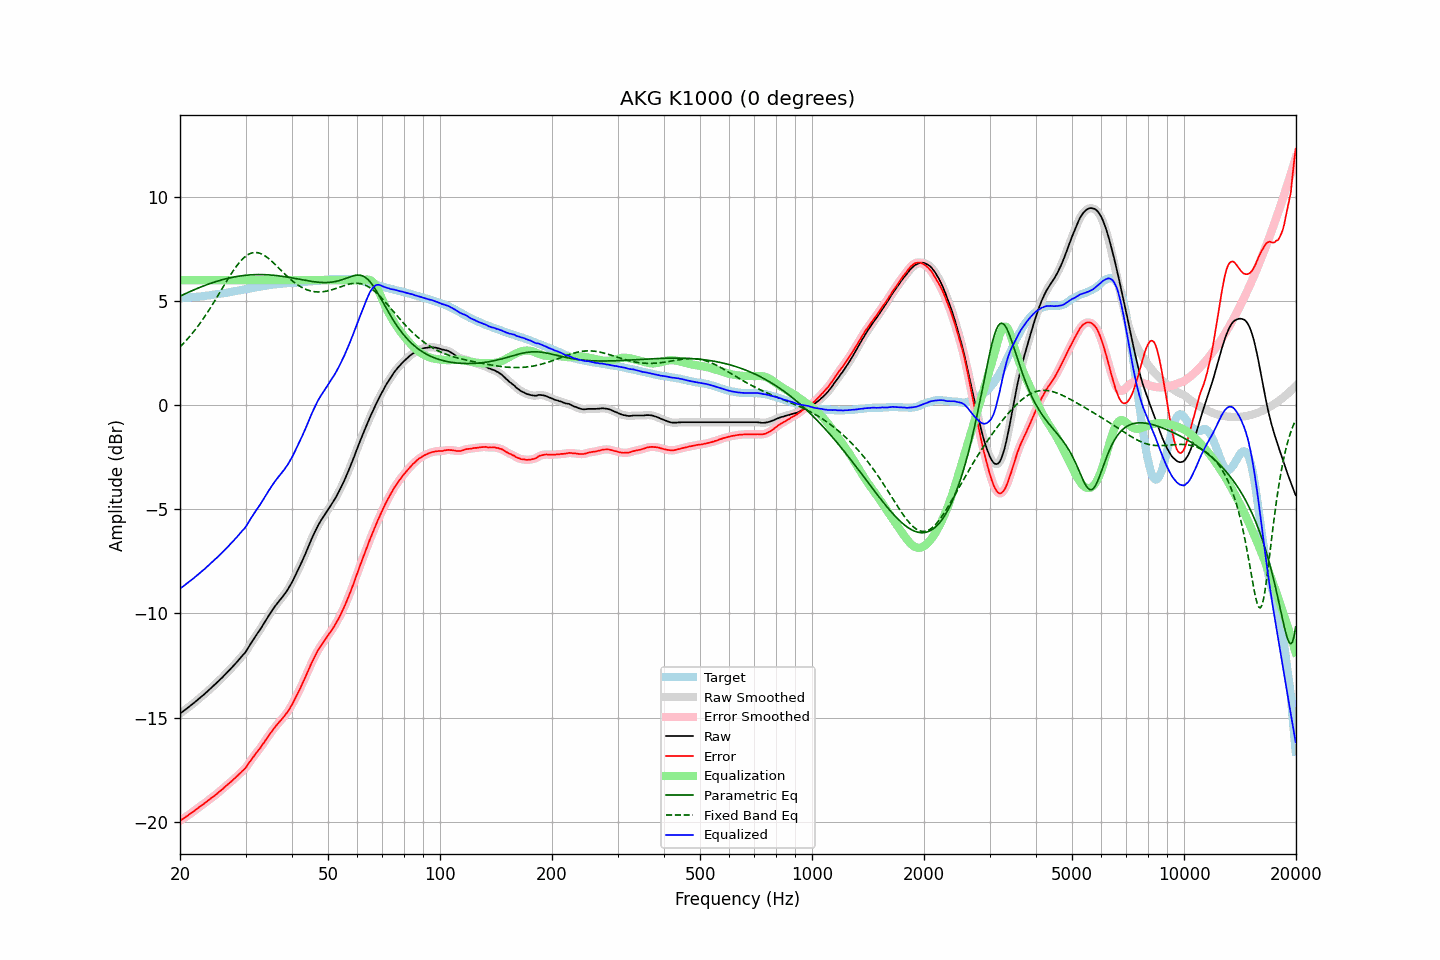 AKG K1000 (0 degrees)
Amplitude (dBr)
10
5
0
−5
−10
−15
−20
Target
Raw Smoothed
Error Smoothed
Raw
Error
Equalization
Parametric Eq
Fixed Band Eq
Equalized
20 50 100 200 500 1000 2000 5000 10000 20000
Frequency (Hz)